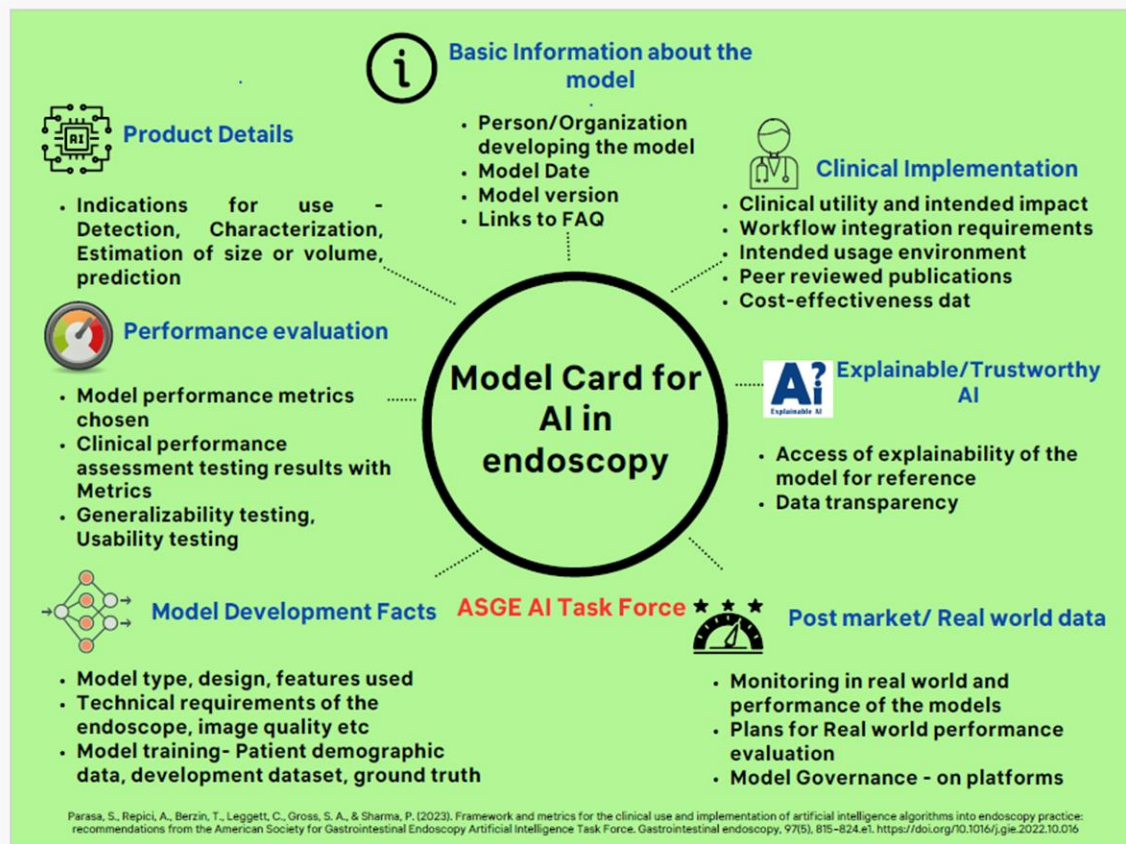 Basic Information about the
model
Person/Organization
developing the model
Model Date
Model version
Links to FAQ
AI
Product Details
Indications for use -
Detection, Characterization,
Estimation of size or volume,
prediction
Clinical Implementation
Clinical utility and intended impact
Workflow integration requirements
Intended usage environment
Peer reviewed publications
Cost-effectiveness dat
Performance evaluation
Model performance metrics
chosen
Clinical performance
assessment testing results with
Metrics
Generalizability testing,
Usability testing
Model Card for
AI in
endoscopy
Ai?
Explainable AI
Explainable/Trustworthy
AI
Access of explainability of the
model for reference
Data transparency
Model Development Facts
Model type, design, features used
Technical requirements of the
endoscope, image quality etc
Model training- Patient demographic
data, development dataset, ground truth
ASGE AI Task Force
Post market/ Real world data
Monitoring in real world and
performance of the models
Plans for Real world performance
evaluation
Model Governance - on platforms
Parasa, S., Repici, A., Berzin, T., Leggett, C., Gross, S. A., & Sharma, P. (2023). Framework and metrics for the clinical use and implementation of artificial intelligence algorithms into endoscopy practice:
recommendations from the American Society for Gastrointestinal Endoscopy Artificial Intelligence Task Force. Gastrointestinal endoscopy, 97(5), 815–824.e1. https://doi.org/10.1016/j.gie.2022.10.016